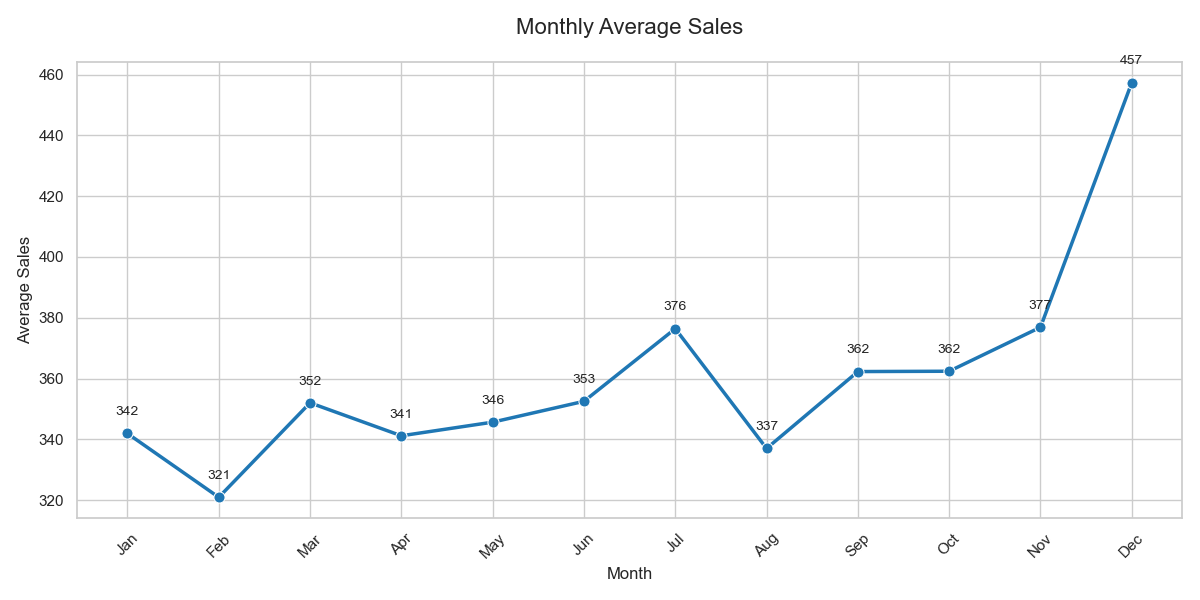 Monthly Average Sales
Average Sales
460
440
420
400
380
360
340
320
342
321
352
341
346
353
376
337
362
362
377
457
Jan
Feb
Mar
Apr
May
Jun
Jul
Aug
Sep
Oct
Nov
Dec
Month